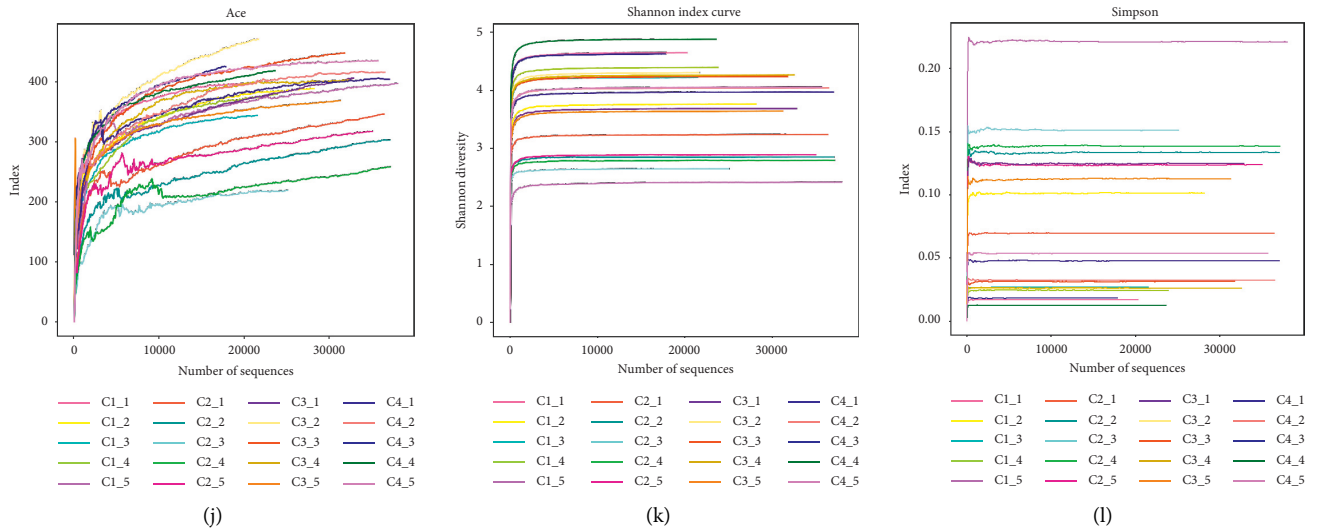 Ace
Index
400
300
200
100
0
0 10000 20000 30000
Number of sequences
C1_1 C2_1 C3_1 C4_1
C1_2 C2_2 C3_2 C4_2
C1_3 C2_3 C3_3 C4_3
C1_4 C2_4 C3_4 C4_4
C1_5 C2_5 C3_5 C4_5
(j)
Shannon index curve
Shannon diversity
5
4
3
2
1
0
0 10000 20000 30000
Number of sequences
C1_1 C2_1 C3_1 C4_1
C1_2 C2_2 C3_2 C4_2
C1_3 C2_3 C3_3 C4_3
C1_4 C2_4 C3_4 C4_4
C1_5 C2_5 C3_5 C4_5
(k)
Simpson
Index
0.20
0.15
0.10
0.05
0.00
0 10000 20000 30000
Number of sequences
C1_1 C2_1 C3_1 C4_1
C1_2 C2_2 C3_2 C4_2
C1_3 C2_3 C3_3 C4_3
C1_4 C2_4 C3_4 C4_4
C1_5 C2_5 C3_5 C4_5
(l)